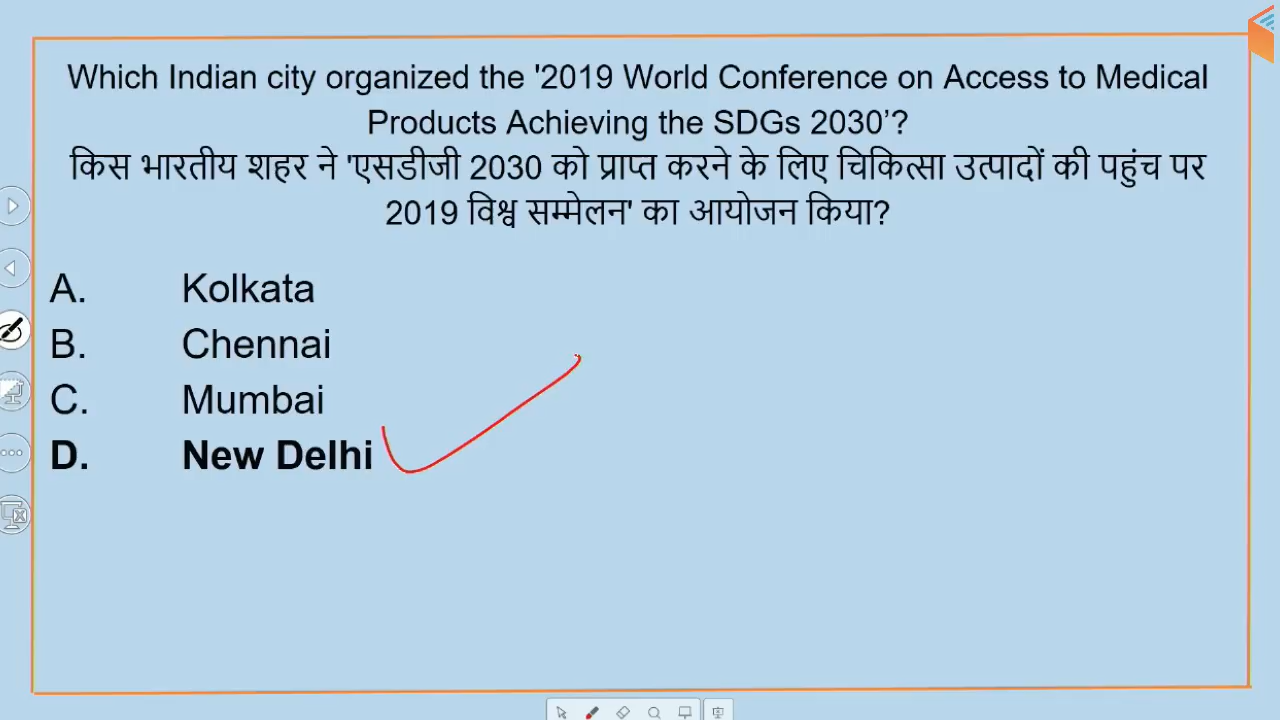 Which Indian city organized the '2019 World Conference on Access to Medical
Products Achieving the SDGs 2030’?
किस भारतीय शहर ने 'एसडीजी 2030 को प्राप्त करने के लिए चिकित्सा उत्पादों की पहुंच पर
2019 विश्व सम्मेलन' का आयोजन किया?
A. Kolkata
B. Chennai
C. Mumbai
D. New Delhi